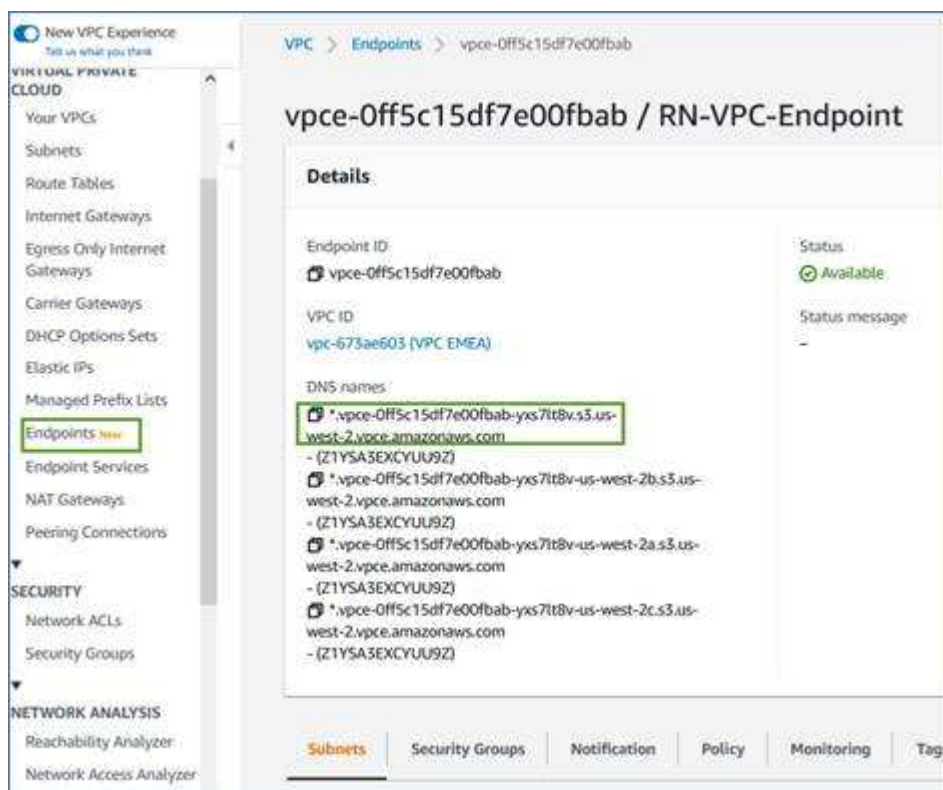 New VPC Experience
Tell us what you think
VIRTUAL PRIVATE
CLOUD
Your VPCs
Subnets
Route Tables
Internet Gateways
Egress Only Internet
Gateways
Carrier Gateways
DHCP Options Sets
Elastic IPs
Managed Prefix Lists
Endpoints New
Endpoint Services
NAT Gateways
Peering Connections
SECURITY
Network ACLs
Security Groups
NETWORK ANALYSIS
Reachability Analyzer
Network Access Analyzer
VPC > Endpoints > vpce-0ff5c15df7e00fbab
vpce-0ff5c15df7e00fbab / RN-VPC-Endpoint
Details
Endpoint ID
vpce-0ff5c15df7e00fbab
VPC ID
vpc-673ae603 (VPC EMEA)
DNS names
*.vpce-0ff5c15df7e00fbab-yxs7lt8v.s3.us-
west-2.vpce.amazonaws.com
- (Z1YSA3EXCYUU9Z)
*.vpce-0ff5c15df7e00fbab-yxs7lt8v-us-west-2b.s3.us-
west-2.vpce.amazonaws.com
- (Z1YSA3EXCYUU9Z)
*.vpce-0ff5c15df7e00fbab-yxs7lt8v-us-west-2a.s3.us-
west-2.vpce.amazonaws.com
- (Z1YSA3EXCYUU9Z)
*.vpce-0ff5c15df7e00fbab-yxs7lt8v-us-west-2c.s3.us-
west-2.vpce.amazonaws.com
- (Z1YSA3EXCYUU9Z)
Status
Available
Status message
-
Subnets
Security Groups
Notification
Policy
Monitoring
Tag